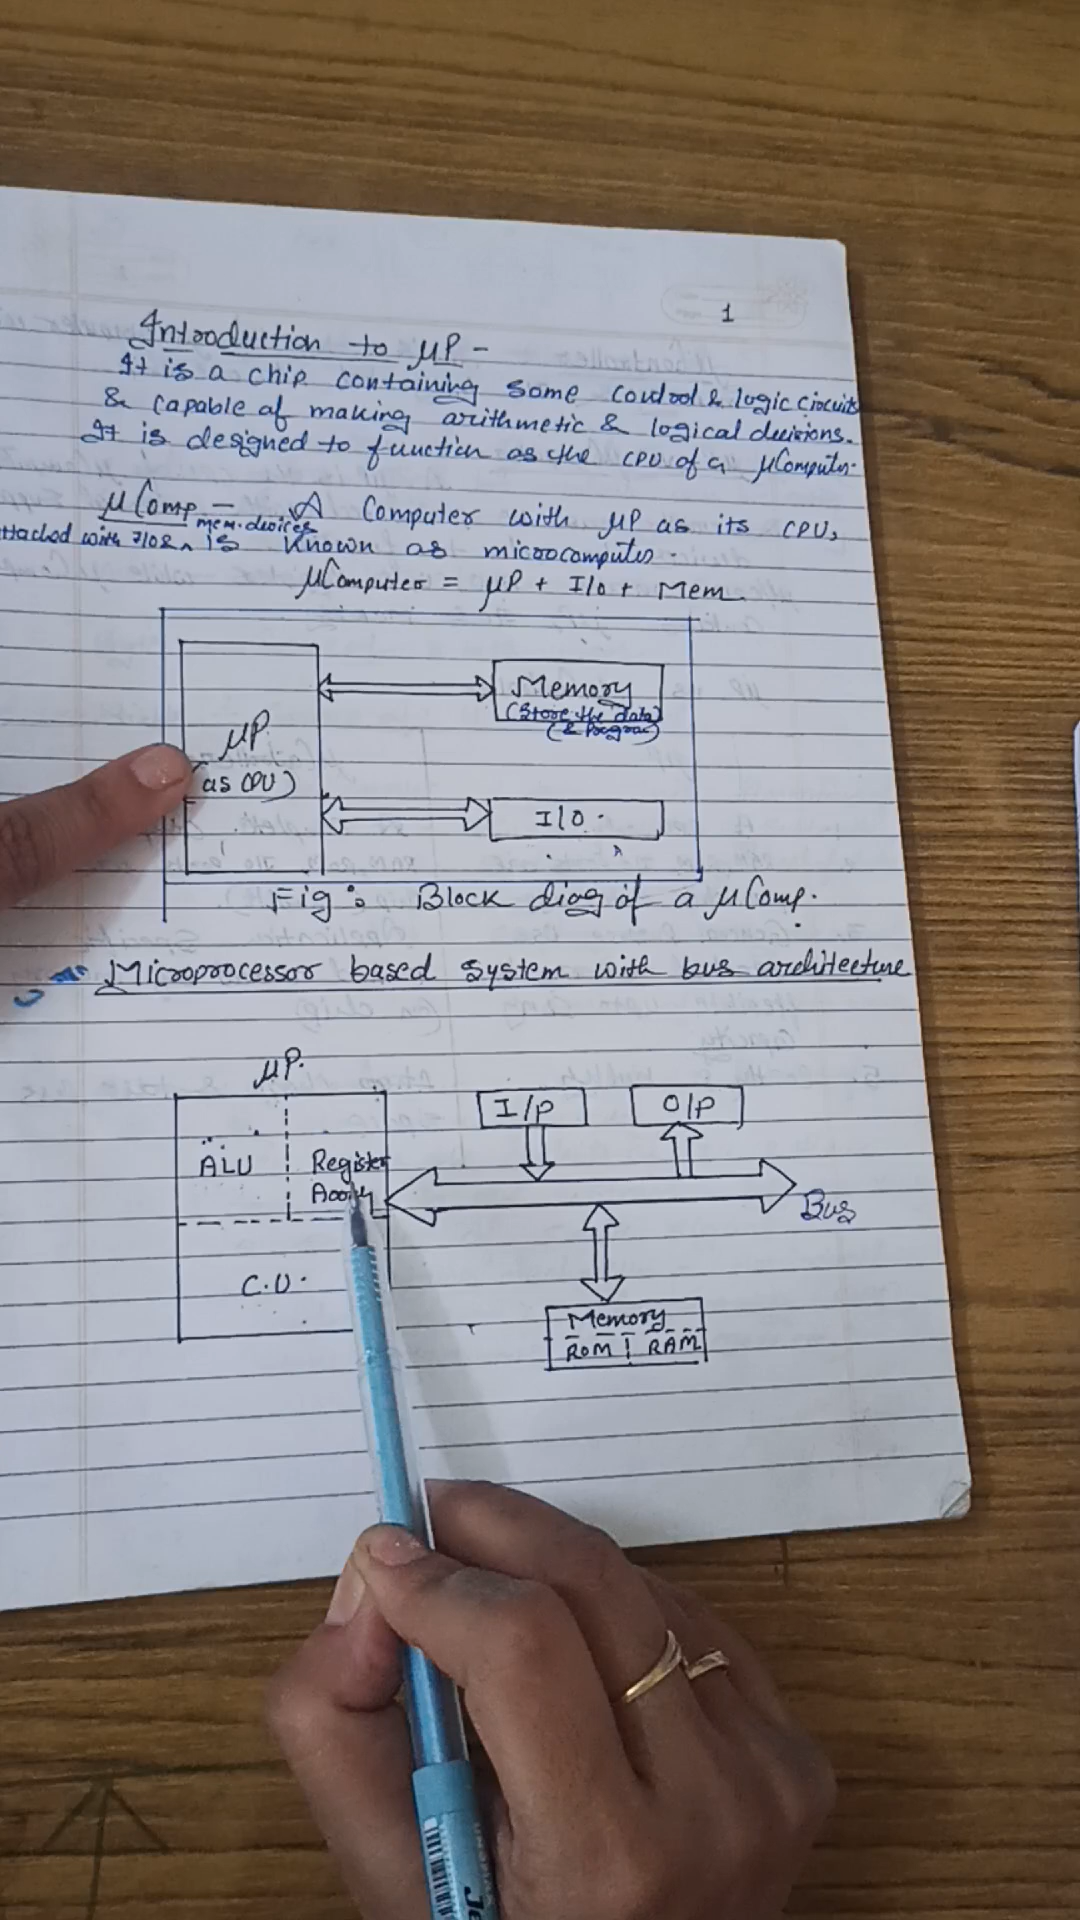 1
Introduction to μP -
It is a chip containing some control & logic circuits
& capable of making arithmetic & logical decisions.
It is designed to function as the CPU of a μComputer.
μComp - A Computer with μP as its CPU,
attached with I/O & mem. devices is known as microcomputer.
μComputer = μP + I/O + Mem.
μP
(as CPU)
Memory
(Store the data)
(& Program)
I/O
Fig: Block diag of a μComp.
Microprocessor based system with bus architecture
μP.
ALU
Register
Array
C.U.
I/P
O/P
Bus
Memory
ROM | RAM